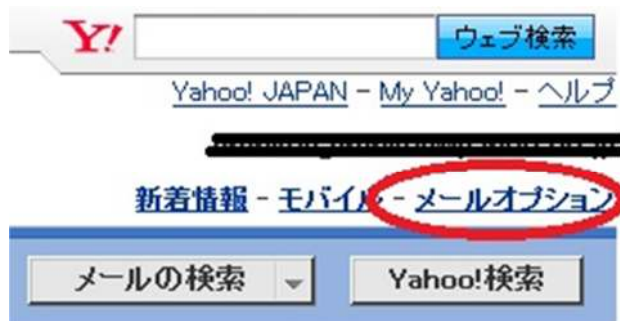 Y! ウェブ検索
Yahoo! JAPAN - My Yahoo! - ヘルプ
新着情報 - モバイル - メールオプション
メールの検索 Yahoo!検索